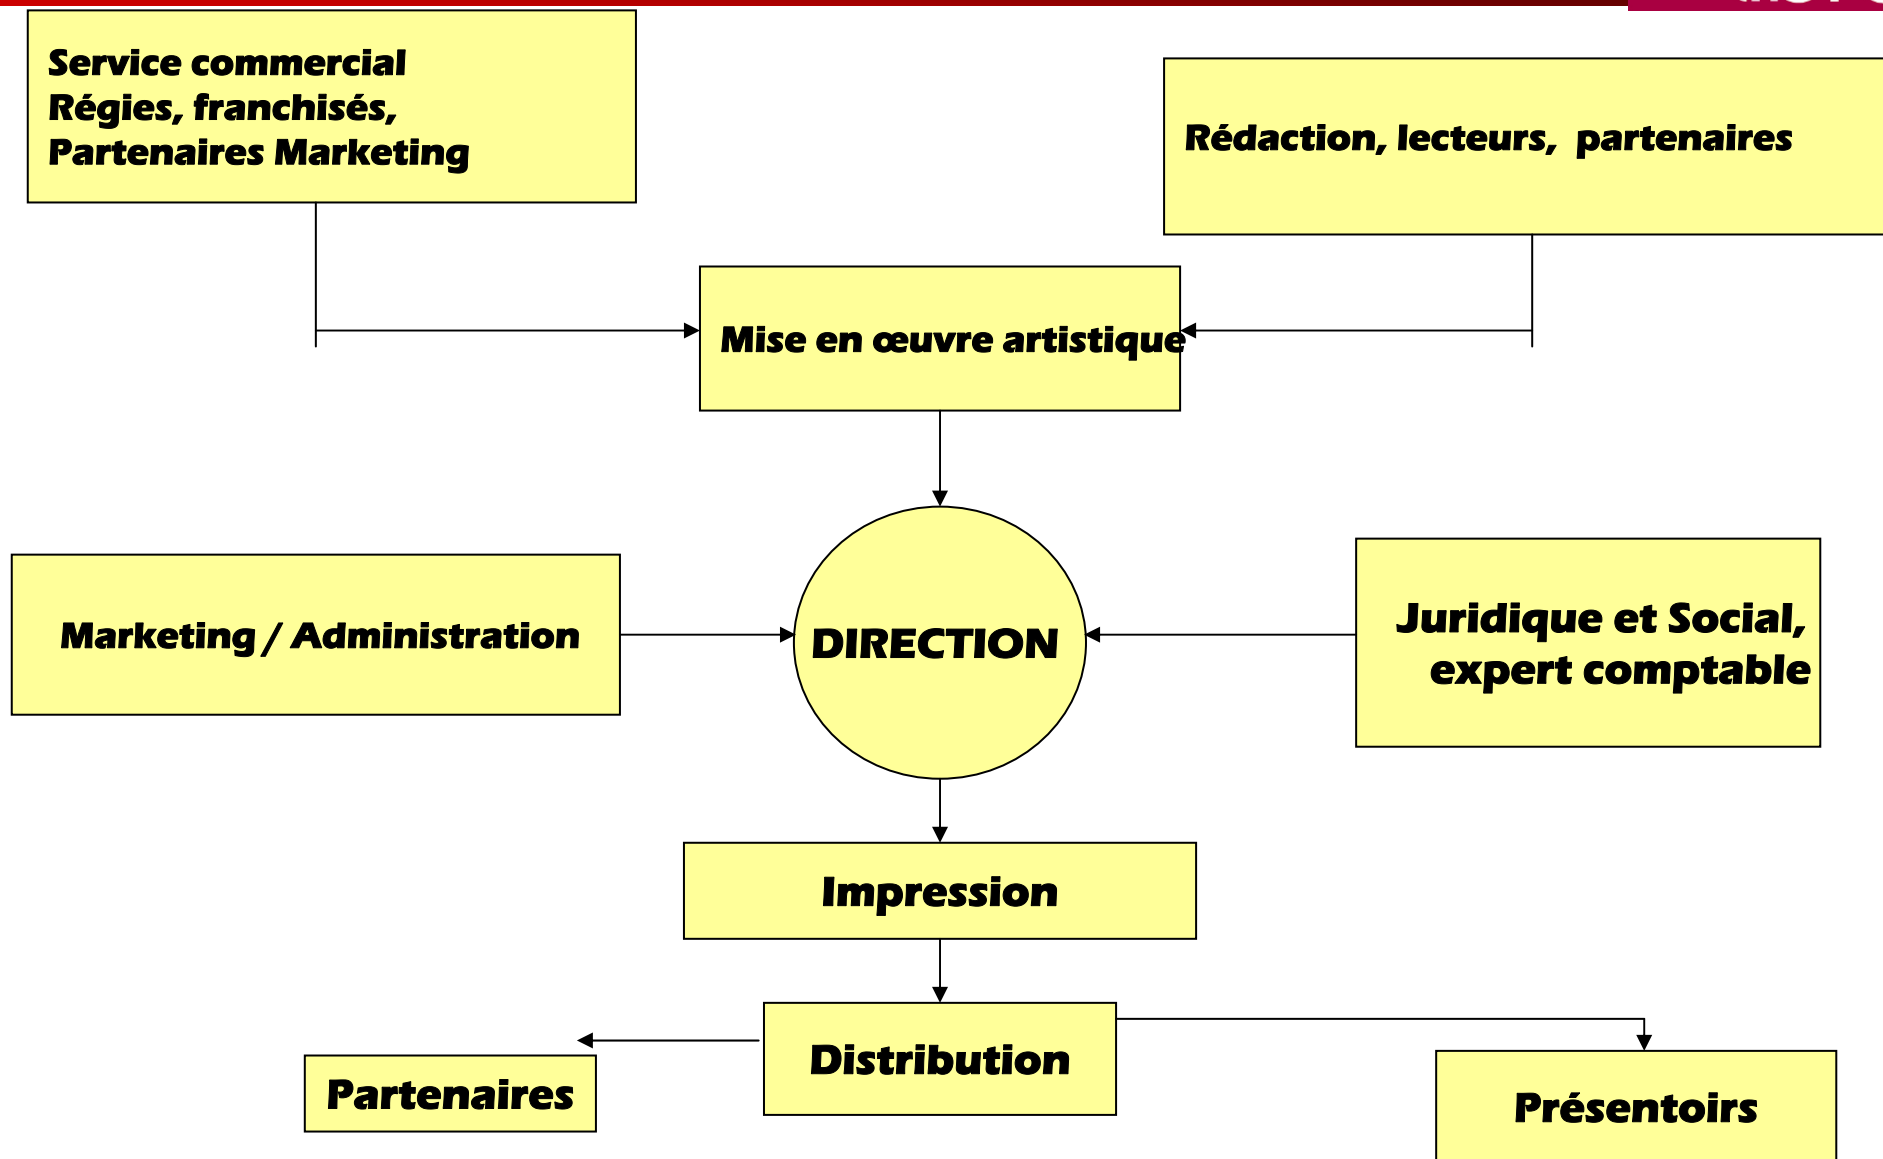 Service commercial
Régies, franchisés,
Partenaires Marketing
Rédaction, lecteurs, partenaires
Mise en œuvre artistique
Marketing / Administration
DIRECTION
Juridique et Social,
expert comptable
Impression
Distribution
Partenaires
Présentoirs